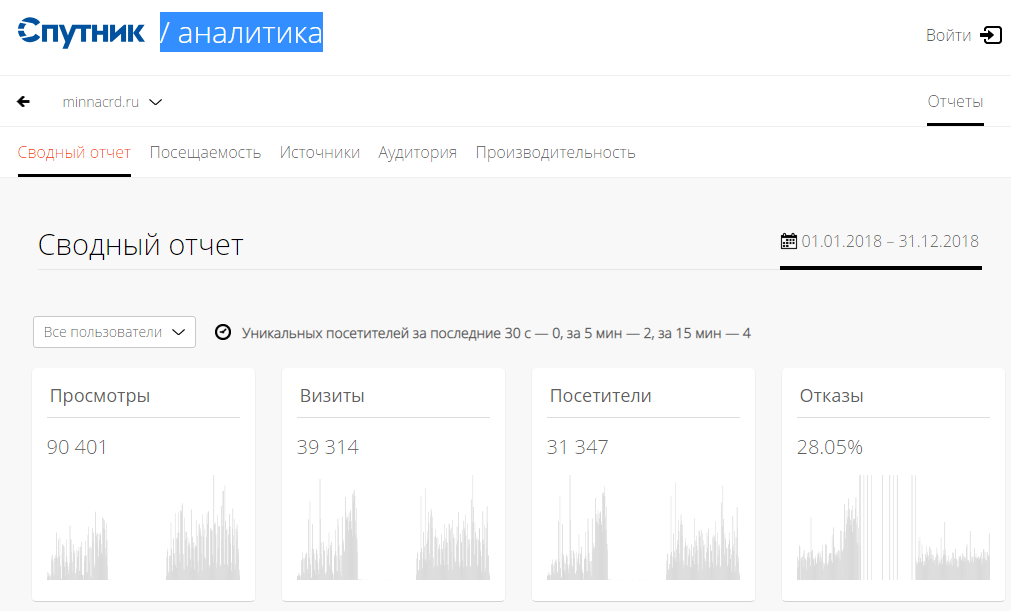 Спутник / аналитика
Войти
minnacrd.ru
Отчеты
Сводный отчет Посещаемость Источники Аудитория Производительность
Сводный отчет
01.01.2018 – 31.12.2018
Все пользователи
Уникальных посетителей за последние 30 с — 0, за 5 мин — 2, за 15 мин — 4
Просмотры
90 401
Визиты
39 314
Посетители
31 347
Отказы
28.05%